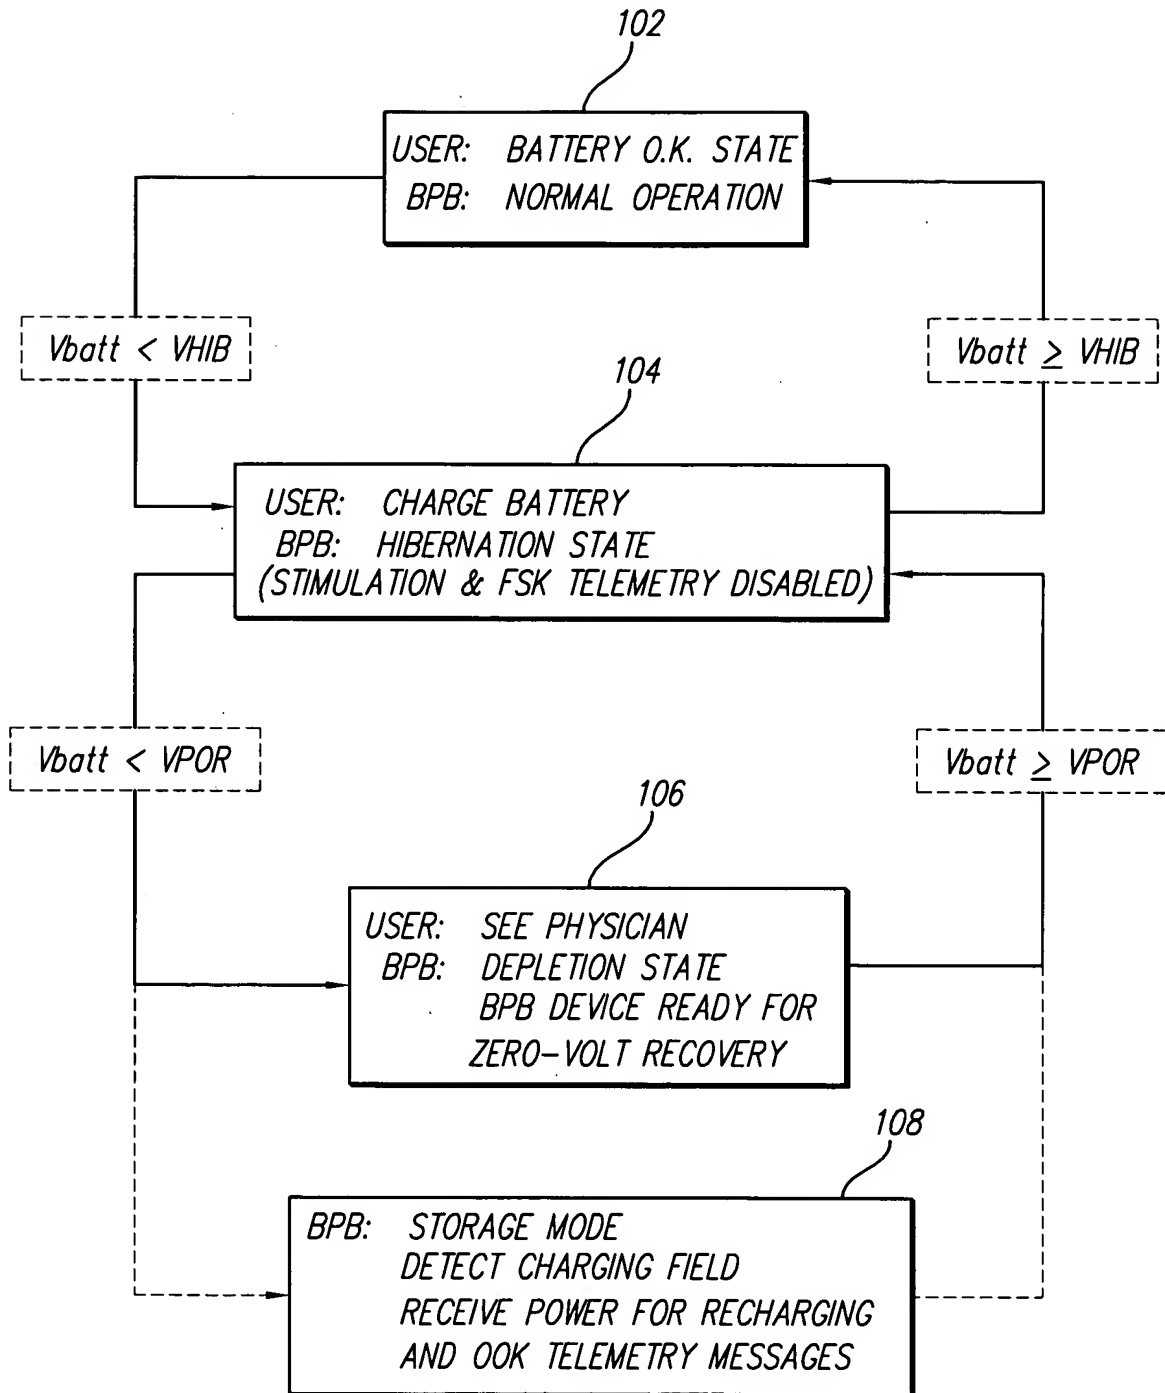 102
USER: BATTERY O.K. STATE
BPB: NORMAL OPERATION
Vbatt < VHIB
Vbatt ≥ VHIB
104
USER: CHARGE BATTERY
BPB: HIBERNATION STATE
(STIMULATION & FSK TELEMETRY DISABLED)
Vbatt < VPOR
Vbatt ≥ VPOR
106
USER: SEE PHYSICIAN
BPB: DEPLETION STATE
BPB DEVICE READY FOR
ZERO-VOLT RECOVERY
108
BPB: STORAGE MODE
DETECT CHARGING FIELD
RECEIVE POWER FOR RECHARGING
AND OOK TELEMETRY MESSAGES